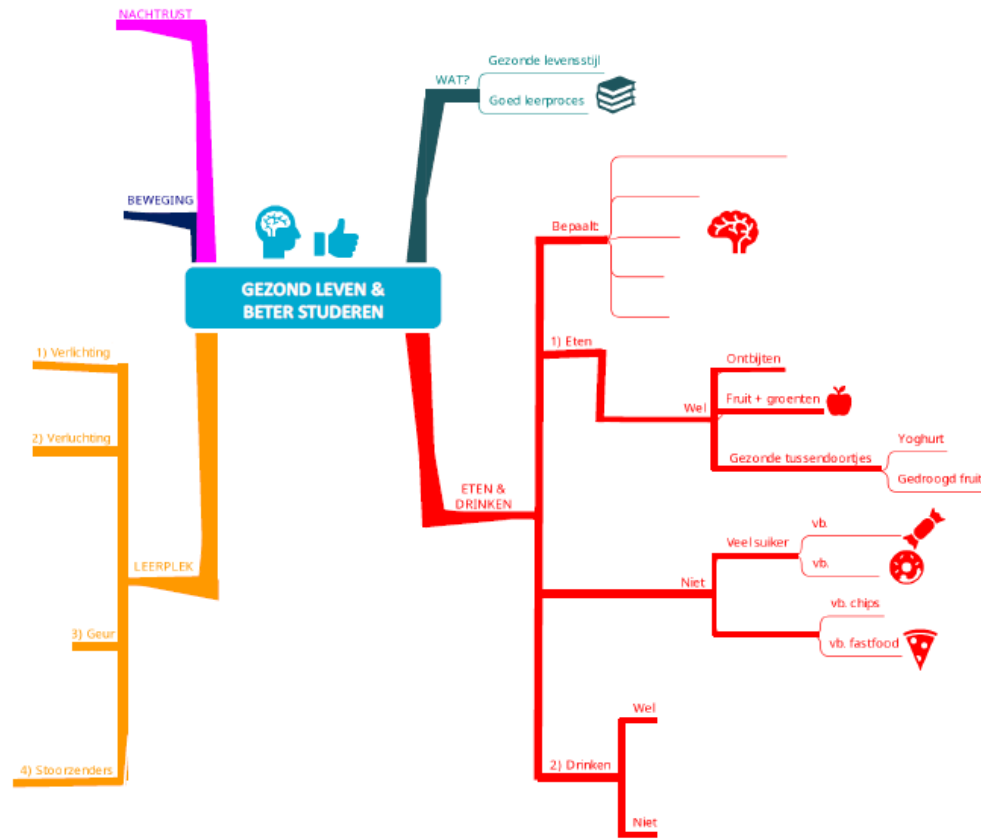 NACHTRUST
BEWEGING
GEZOND LEVEN &
BETER STUDEREN
WAT?
Gezonde levensstijl
Goed leerproces
Bepaalt:
1) Eten
Wel
Ontbijten
Fruit + groenten
Gezonde tussendoortjes
Yoghurt
Gedroogd fruit
ETEN &
DRINKEN
Niet
Veel suiker
vb.
vb.
vb. chips
vb. fastfood
2) Drinken
Wel
Niet
LEERPLEK
1) Verlichting
2) Verluchting
3) Geur
4) Stoorzenders